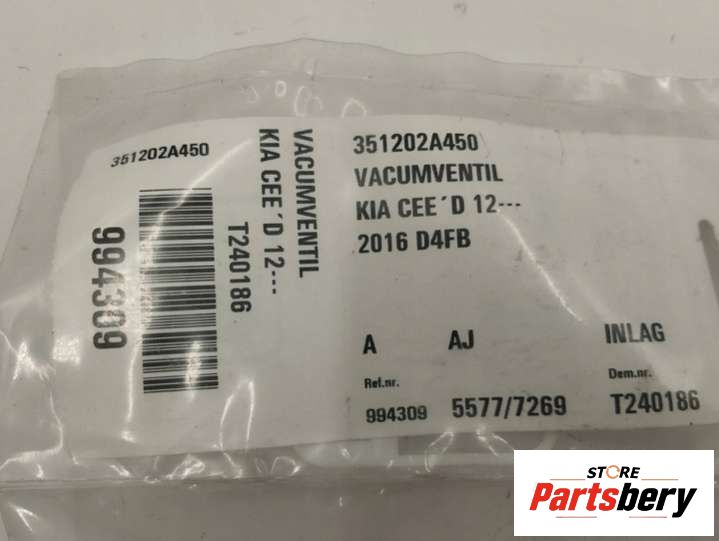 351202A450
994309
VACUMVENTIL
KIA CEE´D 12---
T240186
351202A450
VACUMVENTIL
KIA CEE´D 12---
2016 D4FB
A AJ INLAG
Ref.nr. Dem.nr.
994309 5577/7269 T240186
STORE
Partsbery